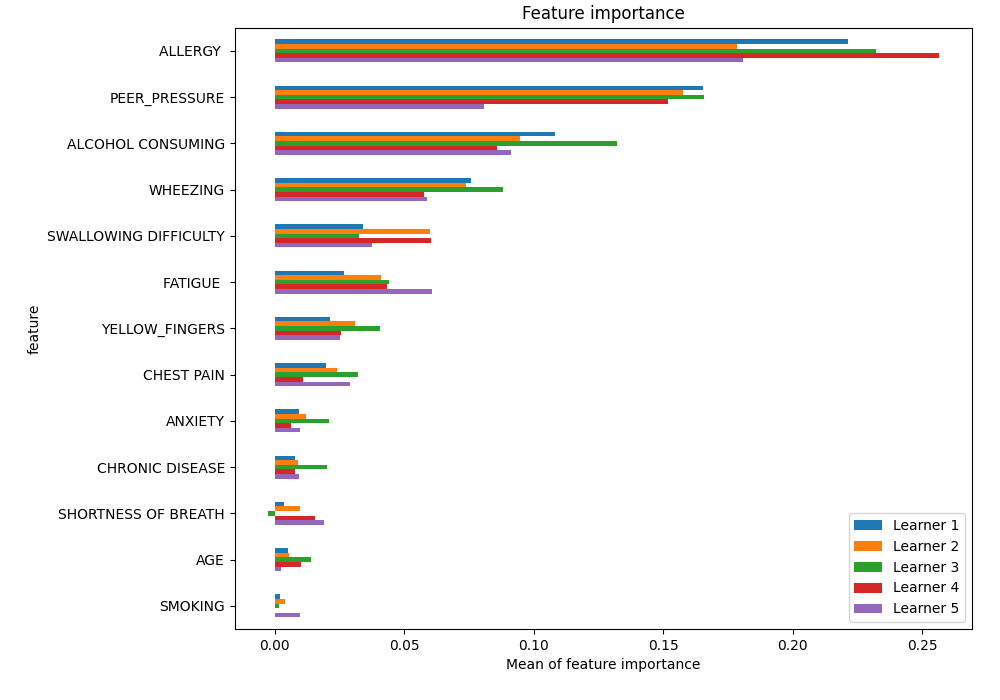 Feature importance
ALLERGY
PEER_PRESSURE
ALCOHOL CONSUMING
WHEEZING
SWALLOWING DIFFICULTY
FATIGUE
YELLOW_FINGERS
CHEST PAIN
ANXIETY
CHRONIC DISEASE
SHORTNESS OF BREATH
AGE
SMOKING
feature
Learner 1
Learner 2
Learner 3
Learner 4
Learner 5
0.00 0.05 0.10 0.15 0.20 0.25
Mean of feature importance